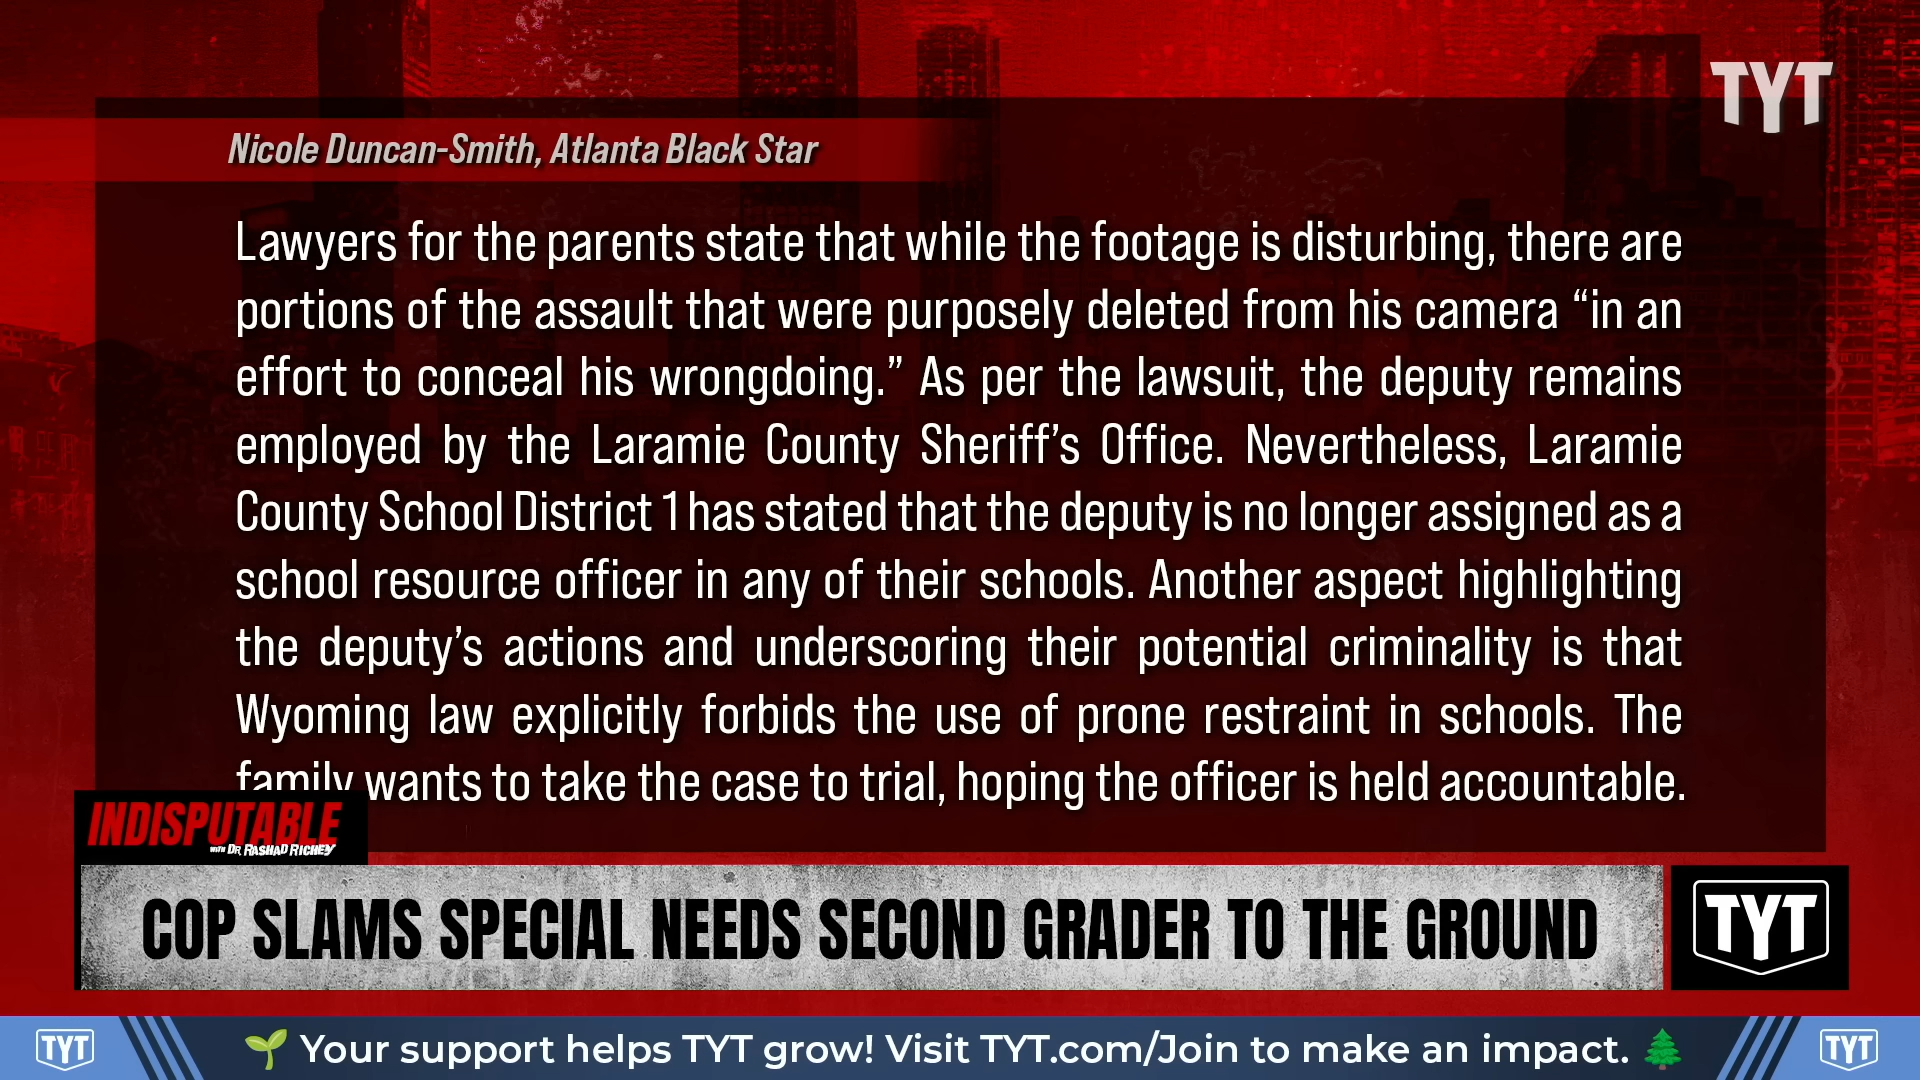 TYT
Nicole Duncan-Smith, Atlanta Black Star
Lawyers for the parents state that while the footage is disturbing, there are
portions of the assault that were purposely deleted from his camera “in an
effort to conceal his wrongdoing.” As per the lawsuit, the deputy remains
employed by the Laramie County Sheriff’s Office. Nevertheless, Laramie
County School District 1 has stated that the deputy is no longer assigned as a
school resource officer in any of their schools. Another aspect highlighting
the deputy’s actions and underscoring their potential criminality is that
Wyoming law explicitly forbids the use of prone restraint in schools. The
family wants to take the case to trial, hoping the officer is held accountable.
INDISPUTABLE
WITH DR RASHAD RICHEY
COP SLAMS SPECIAL NEEDS SECOND GRADER TO THE GROUND
TYT
TYT
🌱 Your support helps TYT grow! Visit TYT.com/Join to make an impact. 🌲
TYT